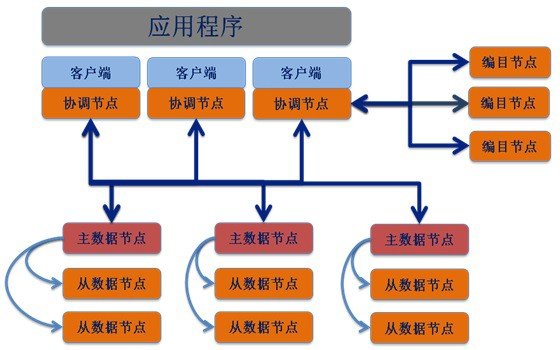 应用程序
客户端 客户端 客户端
协调节点 协调节点 协调节点
编目节点
编目节点
编目节点
主数据节点 主数据节点 主数据节点
从数据节点 从数据节点 从数据节点
从数据节点 从数据节点 从数据节点